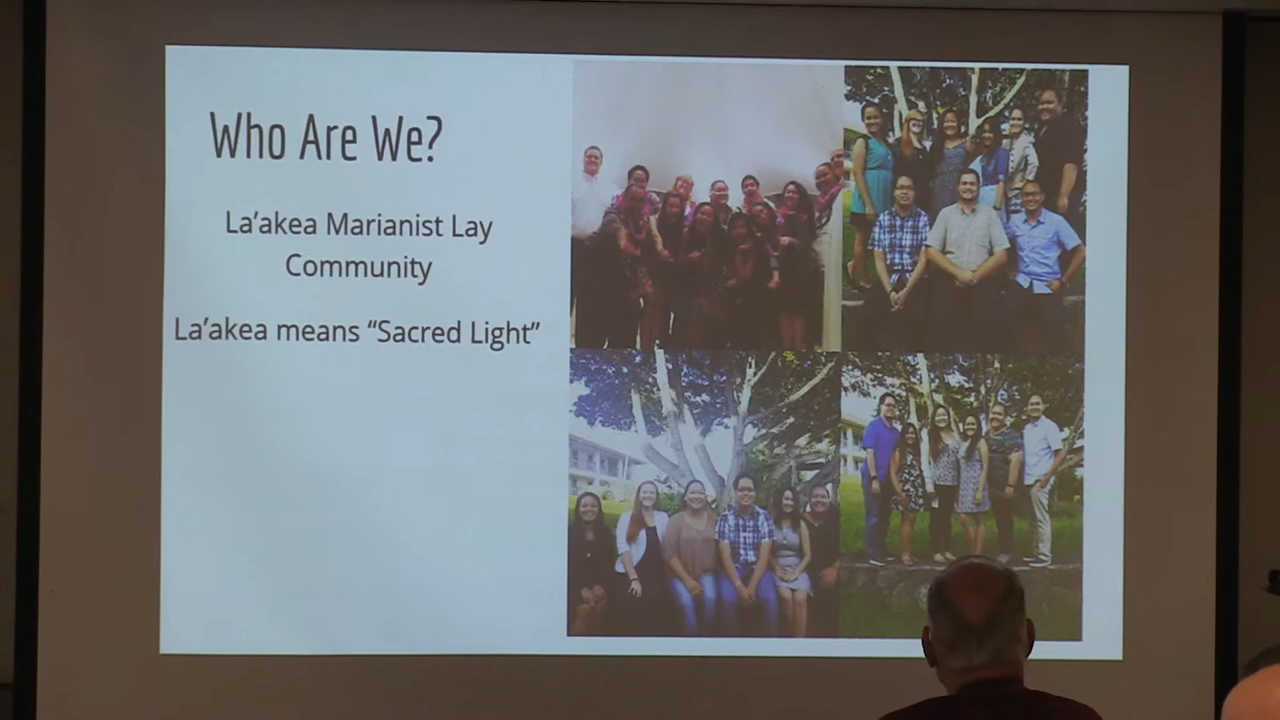 Who Are We?
La’akea Marianist Lay
Community
La’akea means “Sacred Light”